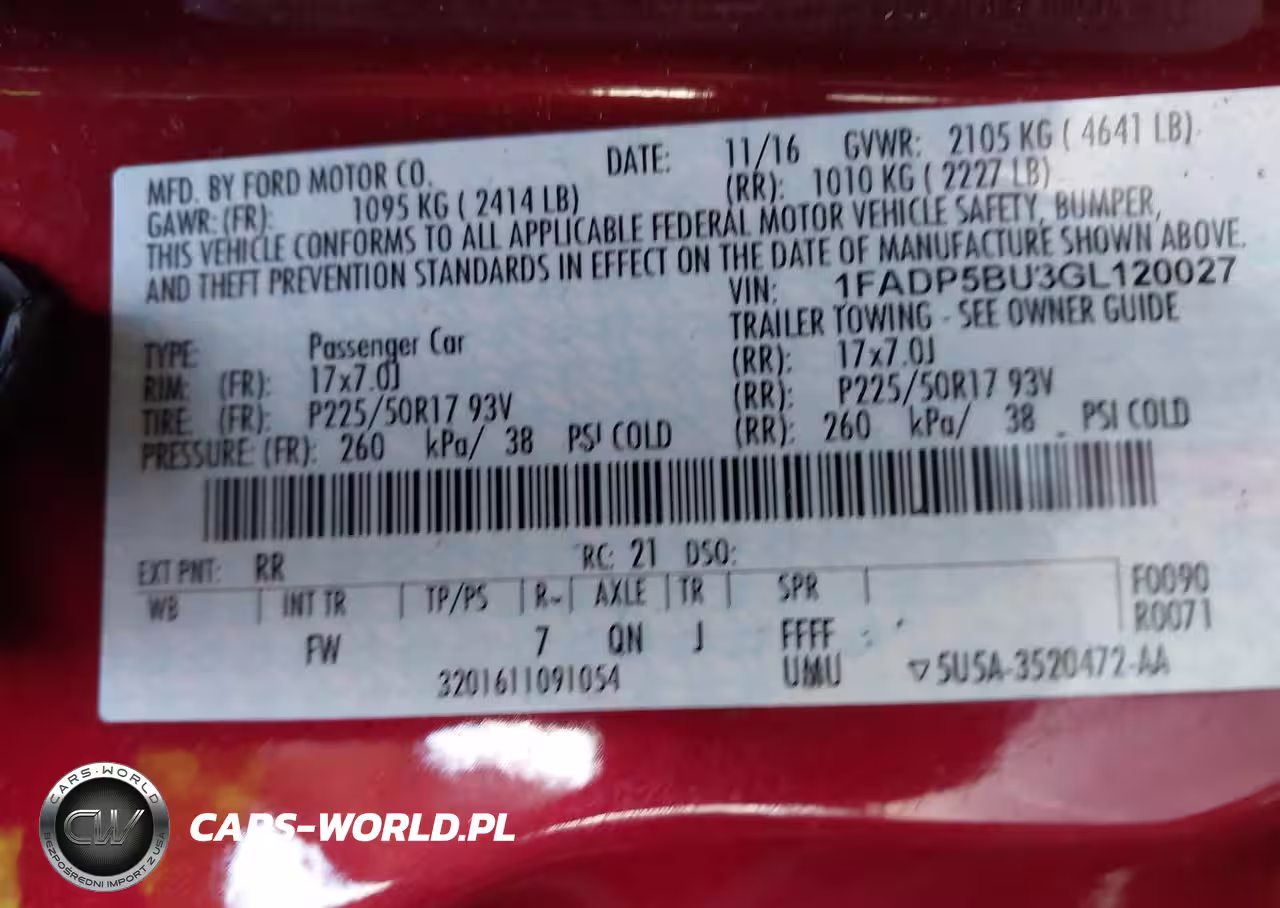 MFD. BY FORD MOTOR CO. DATE: 11/16 GVWR: 2105 KG ( 4641 LB)
GAWR: (FR): 1095 KG ( 2414 LB) (RR): 1010 KG ( 2227 LB)
THIS VEHICLE CONFORMS TO ALL APPLICABLE FEDERAL MOTOR VEHICLE SAFETY, BUMPER,
AND THEFT PREVENTION STANDARDS IN EFFECT ON THE DATE OF MANUFACTURE SHOWN ABOVE.
VIN: 1FADP5BU3GL120027
TRAILER TOWING - SEE OWNER GUIDE
TYPE: Passenger Car
RIM: (FR): 17x7.0J (RR): 17x7.0J
TIRE: (FR): P225/50R17 93V (RR): P225/50R17 93V
PRESSURE: (FR): 260 kPa/ 38 PSI COLD (RR): 260 kPa/ 38 PSI COLD
EXT PNT: RR RC: 21 DSO:
WB INT TR TP/PS R~ AXLE TR SPR F0090
R0071
FW 7 QN J FFFF
3201611091054 UMU ▽5U5A-3520472-AA
CARS-WORLD
CW
BEZPOŚREDNI IMPORT Z USA
CARS-WORLD.PL